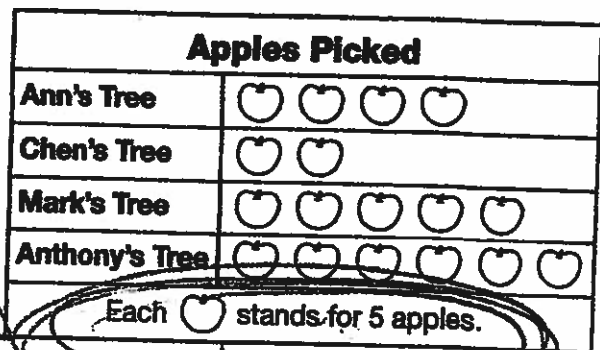 Apples Picked
Ann's Tree
Chen's Tree
Mark's Tree
Anthony's Tree
Each stands for 5 apples.